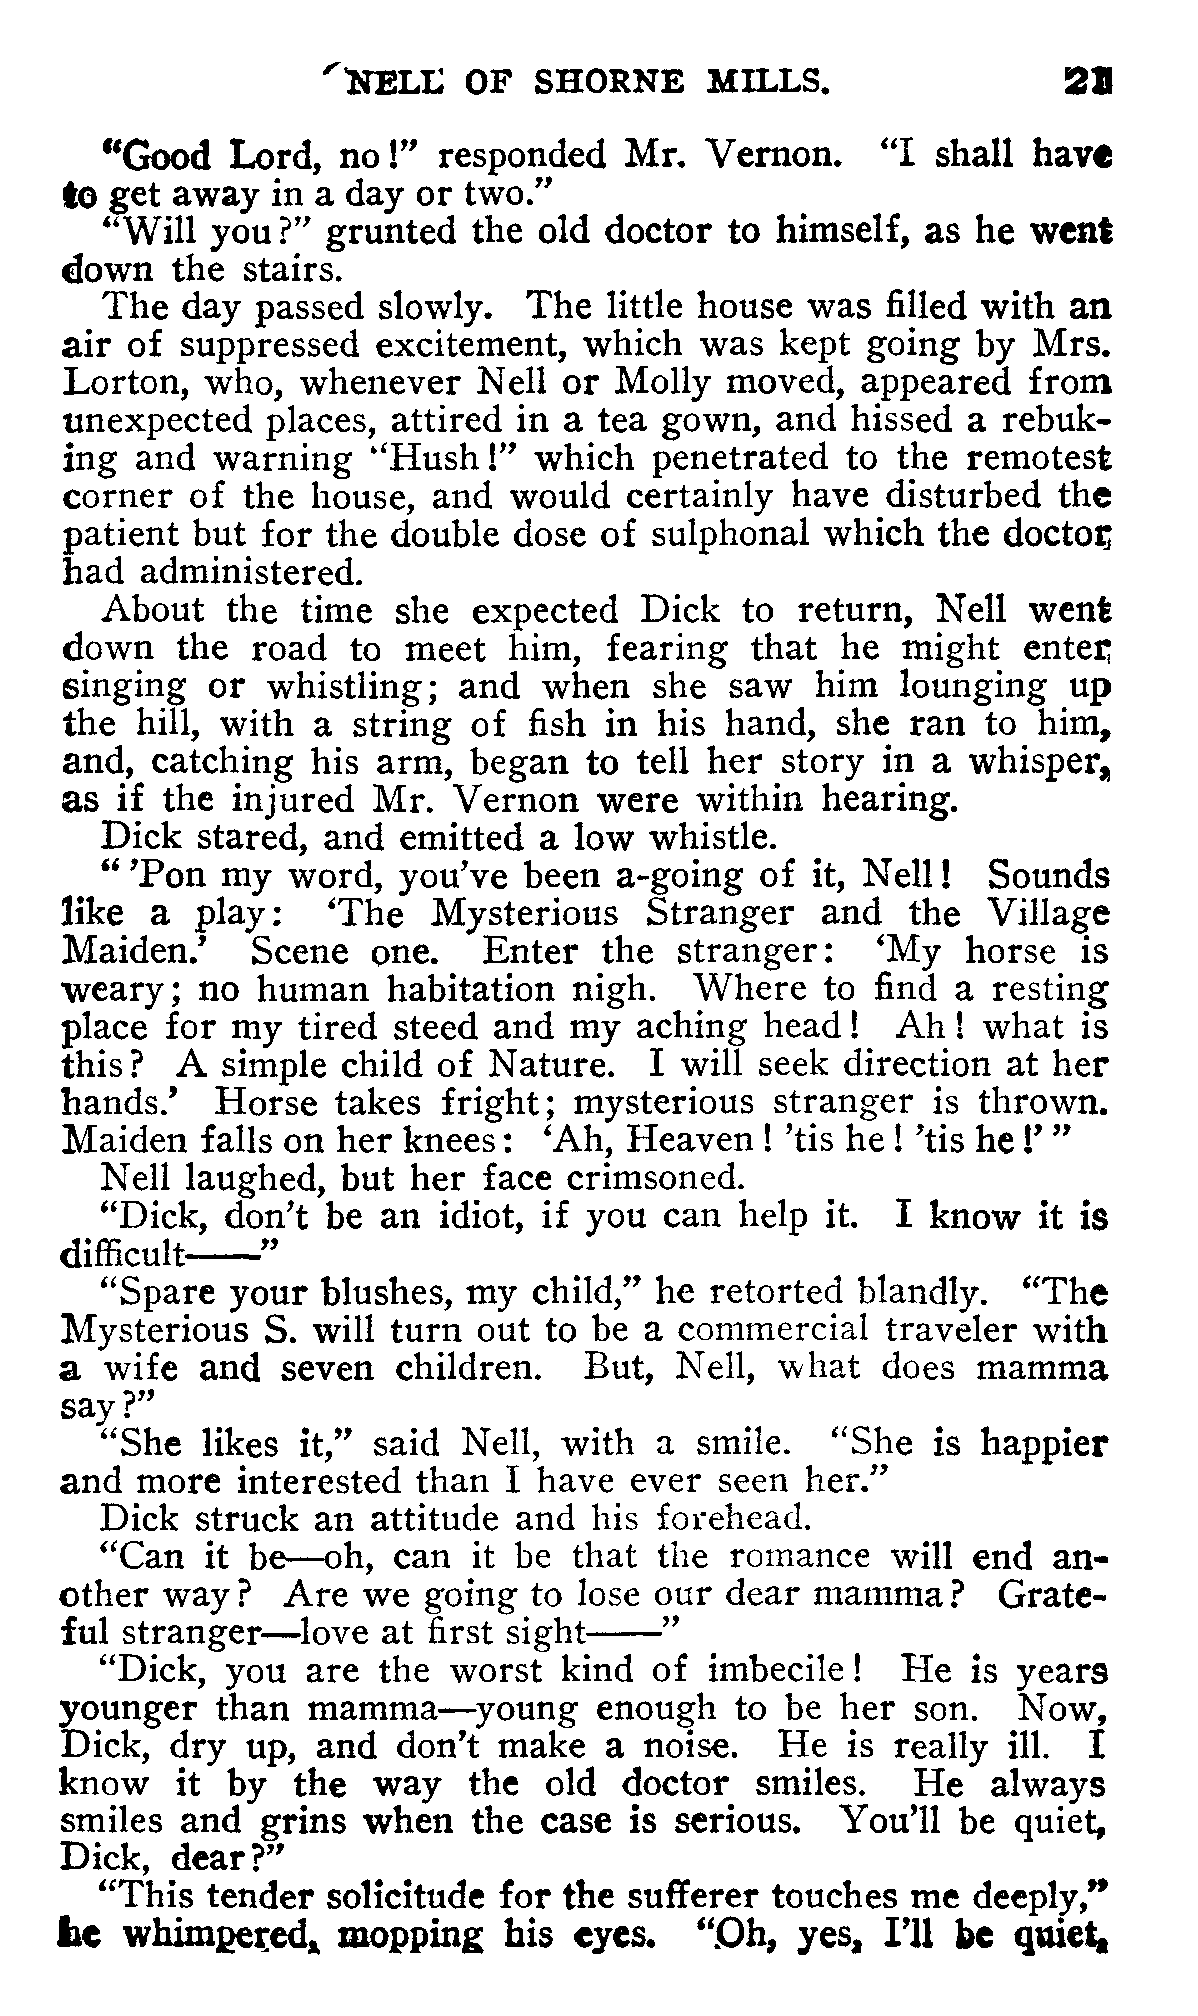 NELL OF SHORNE MILLS. 21
“Good Lord, no!” responded Mr. Vernon. “I shall have
to get away in a day or two.”
“Will you?” grunted the old doctor to himself, as he went
down the stairs.
The day passed slowly. The little house was filled with an
air of suppressed excitement, which was kept going by Mrs.
Lorton, who, whenever Nell or Molly moved, appeared from
unexpected places, attired in a tea gown, and hissed a rebuk-
ing and warning “Hush!” which penetrated to the remotest
corner of the house, and would certainly have disturbed the
patient but for the double dose of sulphonal which the doctor
had administered.
About the time she expected Dick to return, Nell went
down the road to meet him, fearing that he might enter
singing or whistling; and when she saw him lounging up
the hill, with a string of fish in his hand, she ran to him,
and, catching his arm, began to tell her story in a whisper,
as if the injured Mr. Vernon were within hearing.
Dick stared, and emitted a low whistle.
“ ’Pon my word, you’ve been a-going of it, Nell! Sounds
like a play: ‘The Mysterious Stranger and the Village
Maiden.’ Scene one. Enter the stranger: ‘My horse is
weary; no human habitation nigh. Where to find a resting
place for my tired steed and my aching head! Ah! what is
this? A simple child of Nature. I will seek direction at her
hands.’ Horse takes fright; mysterious stranger is thrown.
Maiden falls on her knees: ‘Ah, Heaven! ’tis he! ’tis he!’ ”
Nell laughed, but her face crimsoned.
“Dick, don’t be an idiot, if you can help it. I know it is
difficult——”
“Spare your blushes, my child,” he retorted blandly. “The
Mysterious S. will turn out to be a commercial traveler with
a wife and seven children. But, Nell, what does mamma
say?”
“She likes it,” said Nell, with a smile. “She is happier
and more interested than I have ever seen her.”
Dick struck an attitude and his forehead.
“Can it be—oh, can it be that the romance will end an-
other way? Are we going to lose our dear mamma? Grate-
ful stranger—love at first sight——”
“Dick, you are the worst kind of imbecile! He is years
younger than mamma—young enough to be her son. Now,
Dick, dry up, and don’t make a noise. He is really ill. I
know it by the way the old doctor smiles. He always
smiles and grins when the case is serious. You’ll be quiet,
Dick, dear?”
“This tender solicitude for the sufferer touches me deeply,”
he whimpered, mopping his eyes. “Oh, yes, I’ll be quiet,